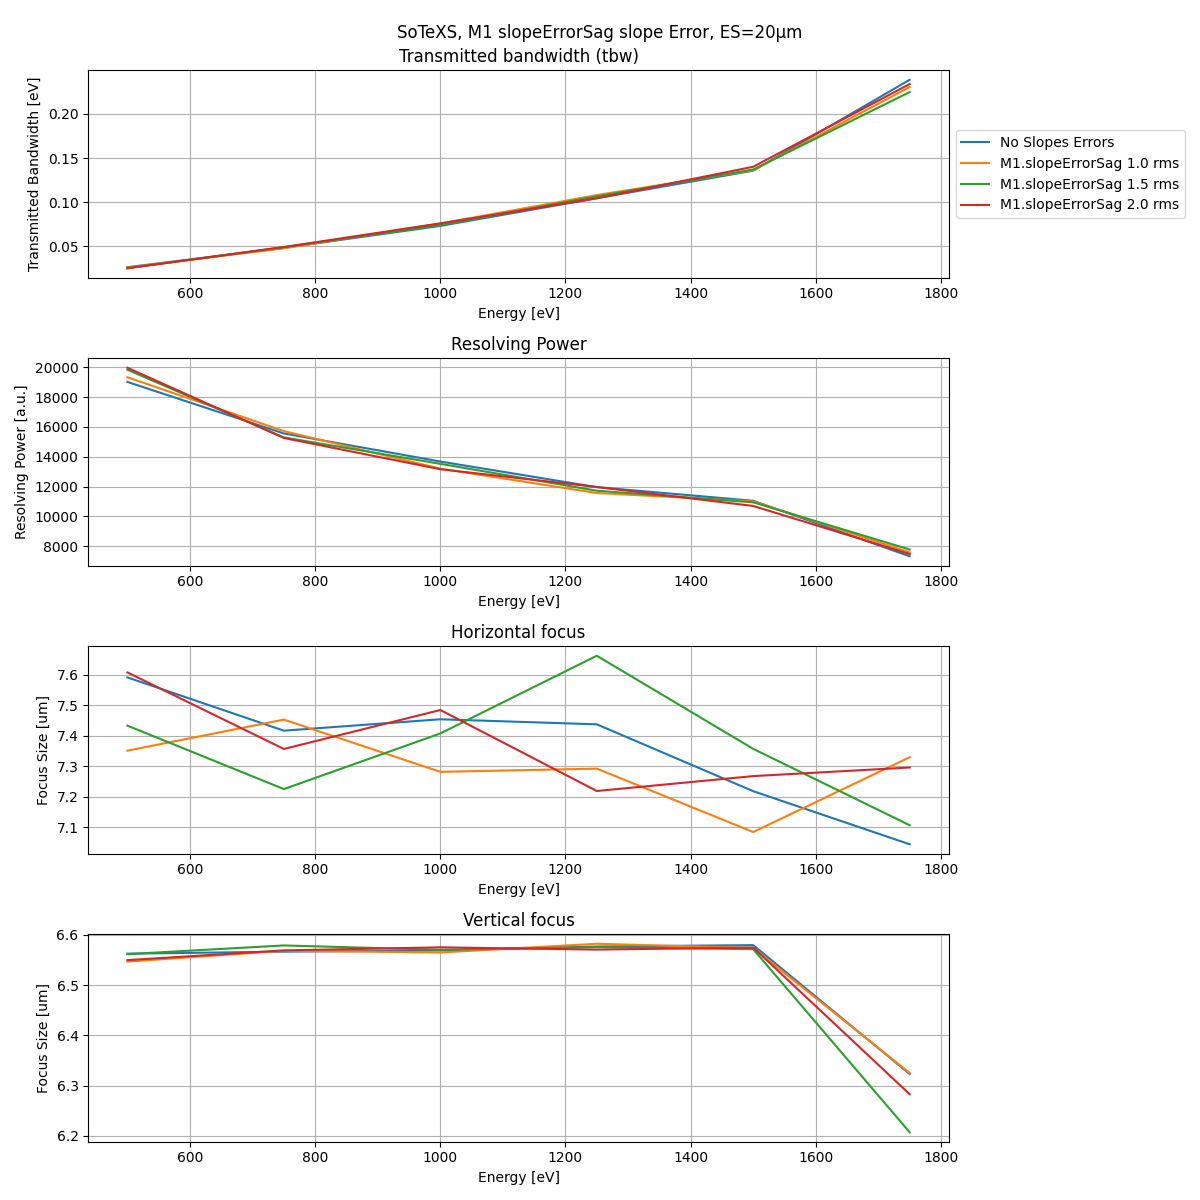 SoTeXS, M1 slopeErrorSag slope Error, ES=20μm
Transmitted bandwidth (tbw)
Transmitted Bandwidth [eV]
0.20
0.15
0.10
0.05
600 800 1000 1200 1400 1600 1800
Energy [eV]
No Slopes Errors
M1.slopeErrorSag 1.0 rms
M1.slopeErrorSag 1.5 rms
M1.slopeErrorSag 2.0 rms
Resolving Power
Resolving Power [a.u.]
20000
18000
16000
14000
12000
10000
8000
600 800 1000 1200 1400 1600 1800
Energy [eV]
Horizontal focus
Focus Size [um]
7.6
7.5
7.4
7.3
7.2
7.1
600 800 1000 1200 1400 1600 1800
Energy [eV]
Vertical focus
Focus Size [um]
6.6
6.5
6.4
6.3
6.2
600 800 1000 1200 1400 1600 1800
Energy [eV]